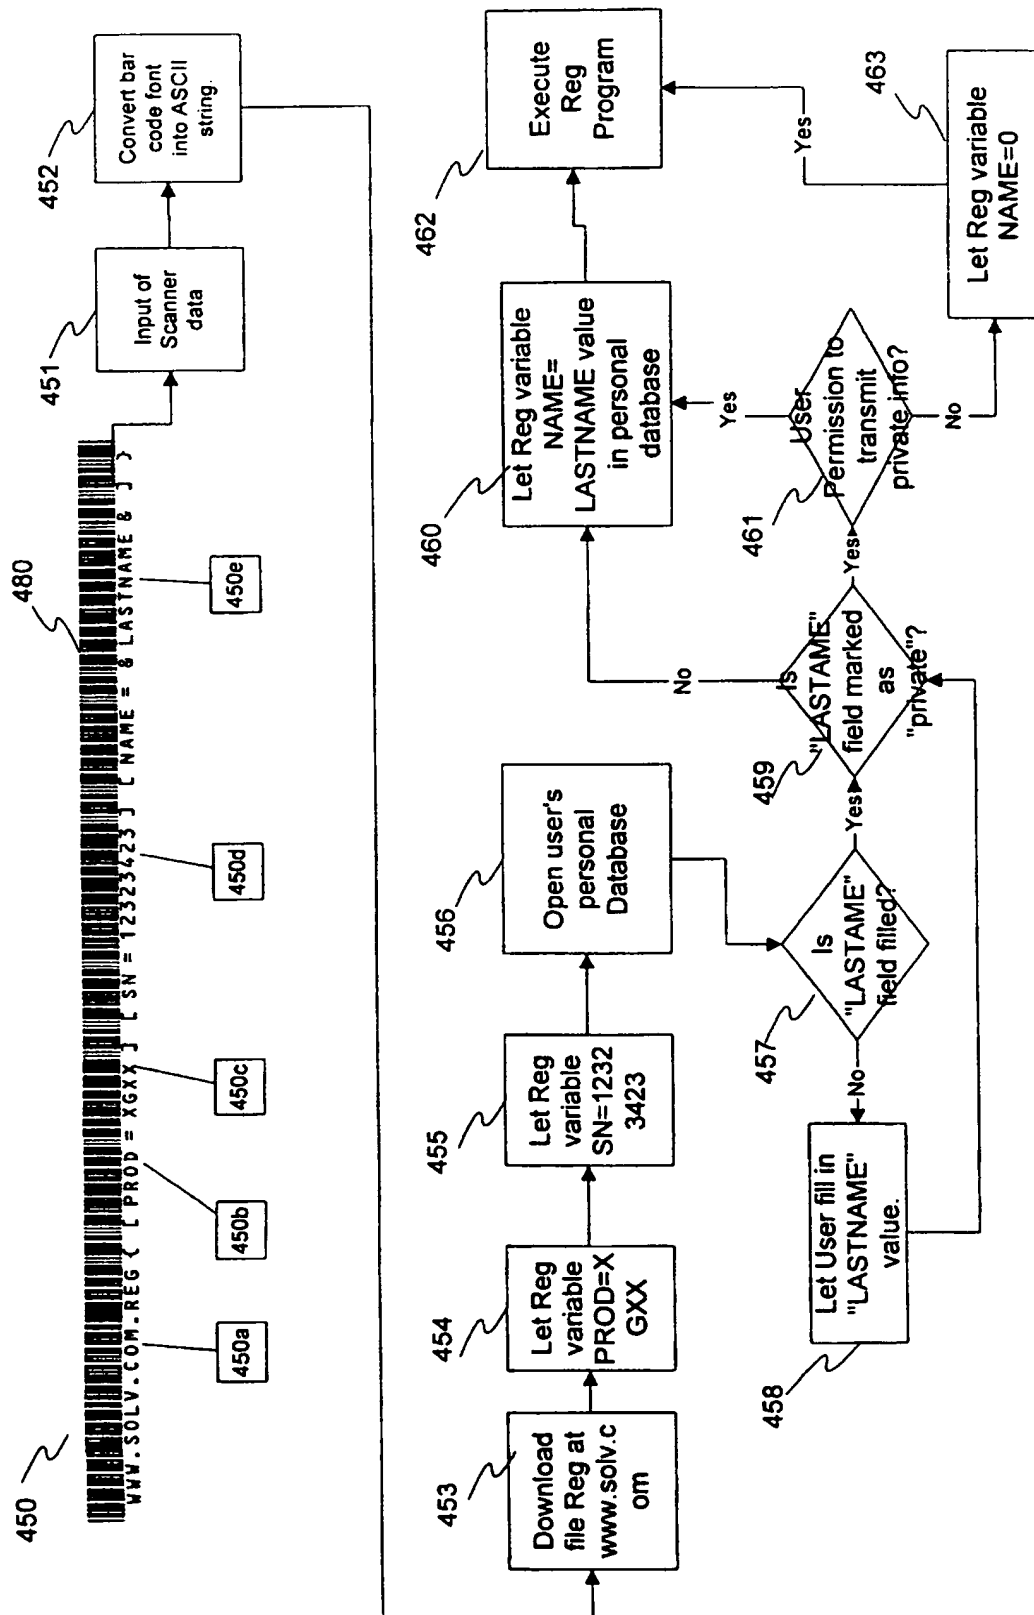 450
480
WWW.SOLV.COM.REG { [ PROD = XGXX ] [ SN = 12323423 ] [ NAME = & LASTNAME & ] }
450a
450b
450c
450d
450e
451
Input of
Scanner
data
452
Convert bar
code font
into ASCII
string.
453
Download
file Reg at
www.solv.c
om
454
Let Reg
variable
PROD=X
GXX
455
Let Reg
variable
SN=1232
3423
456
Open user's
personal
Database
457
Is
"LASTAME"
field filled?
No
Yes
458
Let User fill in
"LASTNAME"
value.
459
Is
"LASTAME"
field marked
as
"private"?
No
Yes
460
Let Reg variable
NAME=
LASTNAME value
in personal
database
461
User
Permission to
transmit
private info?
Yes
No
462
Execute
Reg
Program
463
Let Reg variable
NAME=0
Yes